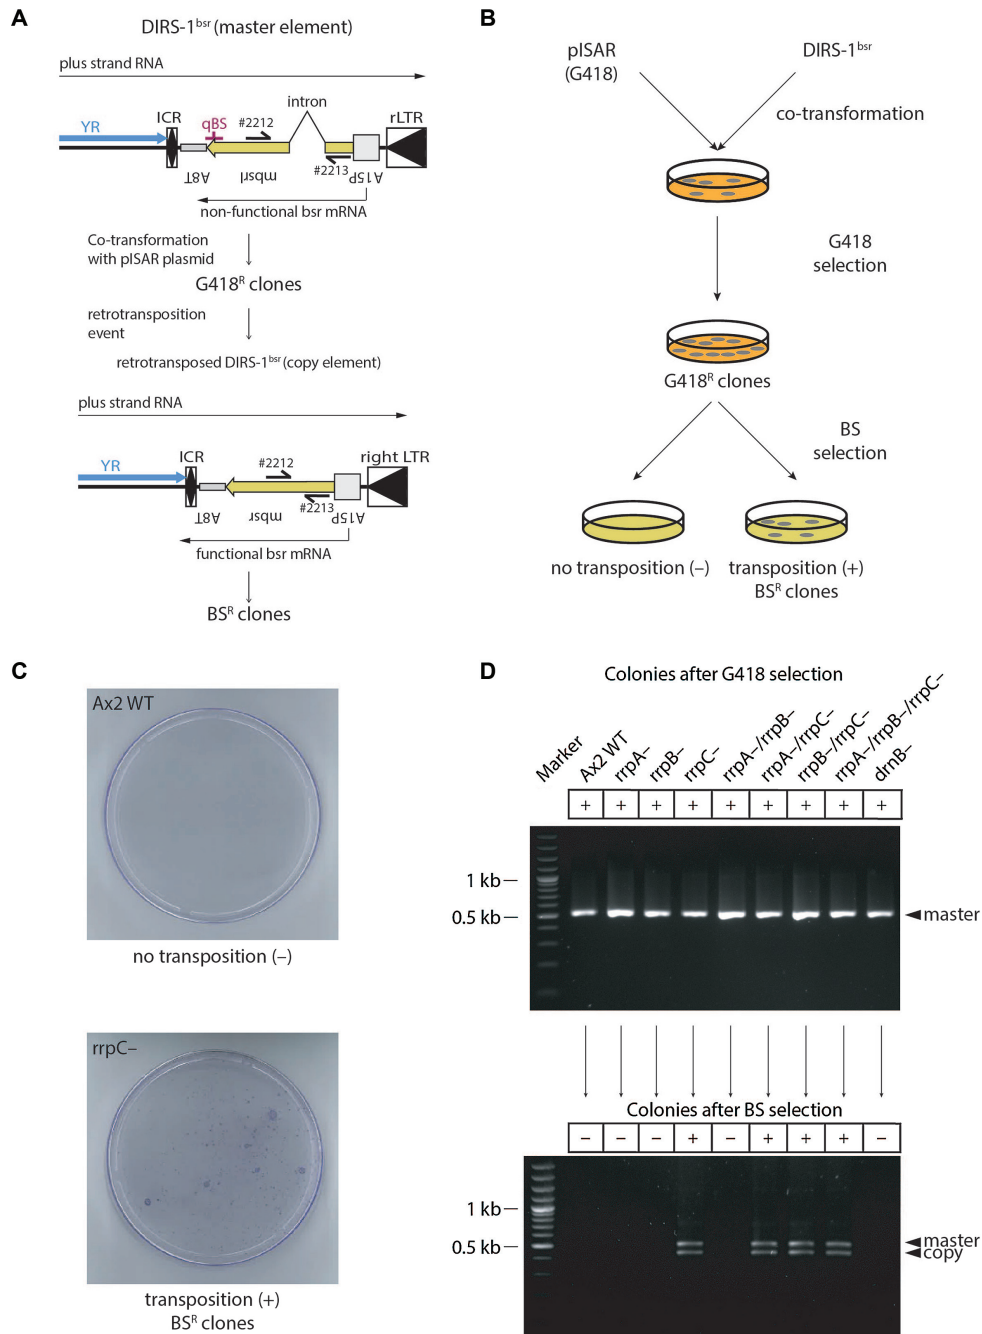 A
DIRS-1bsr (master element)
plus strand RNA
intron
ICR
qBS
#2212
rLTR
YR
A8T
mbsrI
#2213
A15P
non-functional bsr mRNA
Co-transformation
with pISAR plasmid
G418R clones
retrotransposition
event
retrotransposed DIRS-1bsr (copy element)
plus strand RNA
ICR
right LTR
YR
#2212
A8T
mbsr
#2213
A15P
functional bsr mRNA
BSR clones
B
pISAR
(G418)
DIRS-1bsr
co-transformation
G418
selection
G418R clones
BS
selection
no transposition (–)
transposition (+)
BSR clones
C
Ax2 WT
no transposition (–)
rrpC–
transposition (+)
BSR clones
D
Colonies after G418 selection
Marker
Ax2 WT
rrpA–
rrpB–
rrpC–
rrpA–/rrpB–
rrpA–/rrpC–
rrpB–/rrpC–
rrpA–/rrpB–/rrpC–
drnB–
+ + + + + + + + +
1 kb
0.5 kb
master
Colonies after BS selection
– – – + – + + + –
1 kb
0.5 kb
master
copy